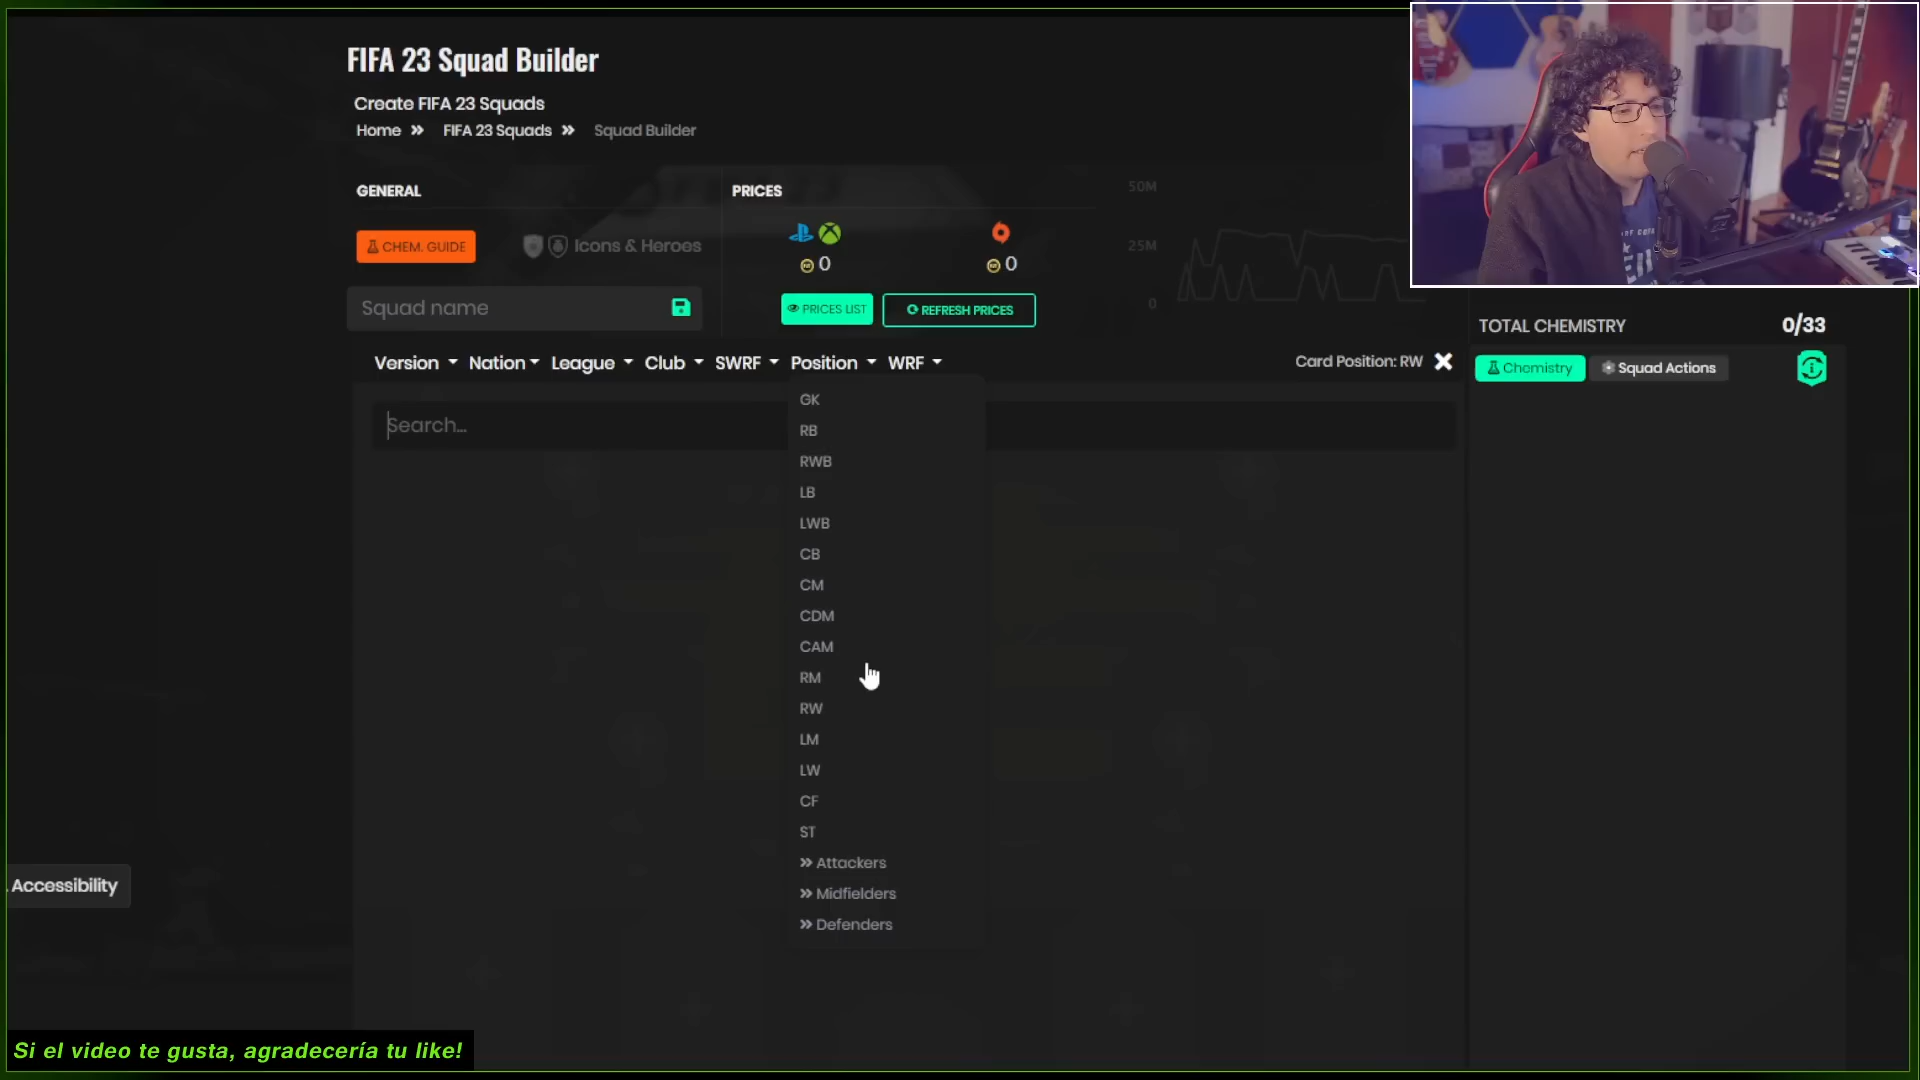 FIFA 23 Squad Builder
Create FIFA 23 Squads
Home » FIFA 23 Squads » Squad Builder
GENERAL
CHEM. GUIDE
Icons & Heroes
Squad name
PRICES
0
0
PRICES LIST
REFRESH PRICES
50M
25M
0
TOTAL CHEMISTRY 0/33
Chemistry
Squad Actions
Version Nation League Club SWRF Position WRF
Card Position: RW
Search...
GK
RB
RWB
LB
LWB
CB
CM
CDM
CAM
RM
RW
LM
LW
CF
ST
» Attackers
» Midfielders
» Defenders
Accessibility
Si el video te gusta, agradecería tu like!